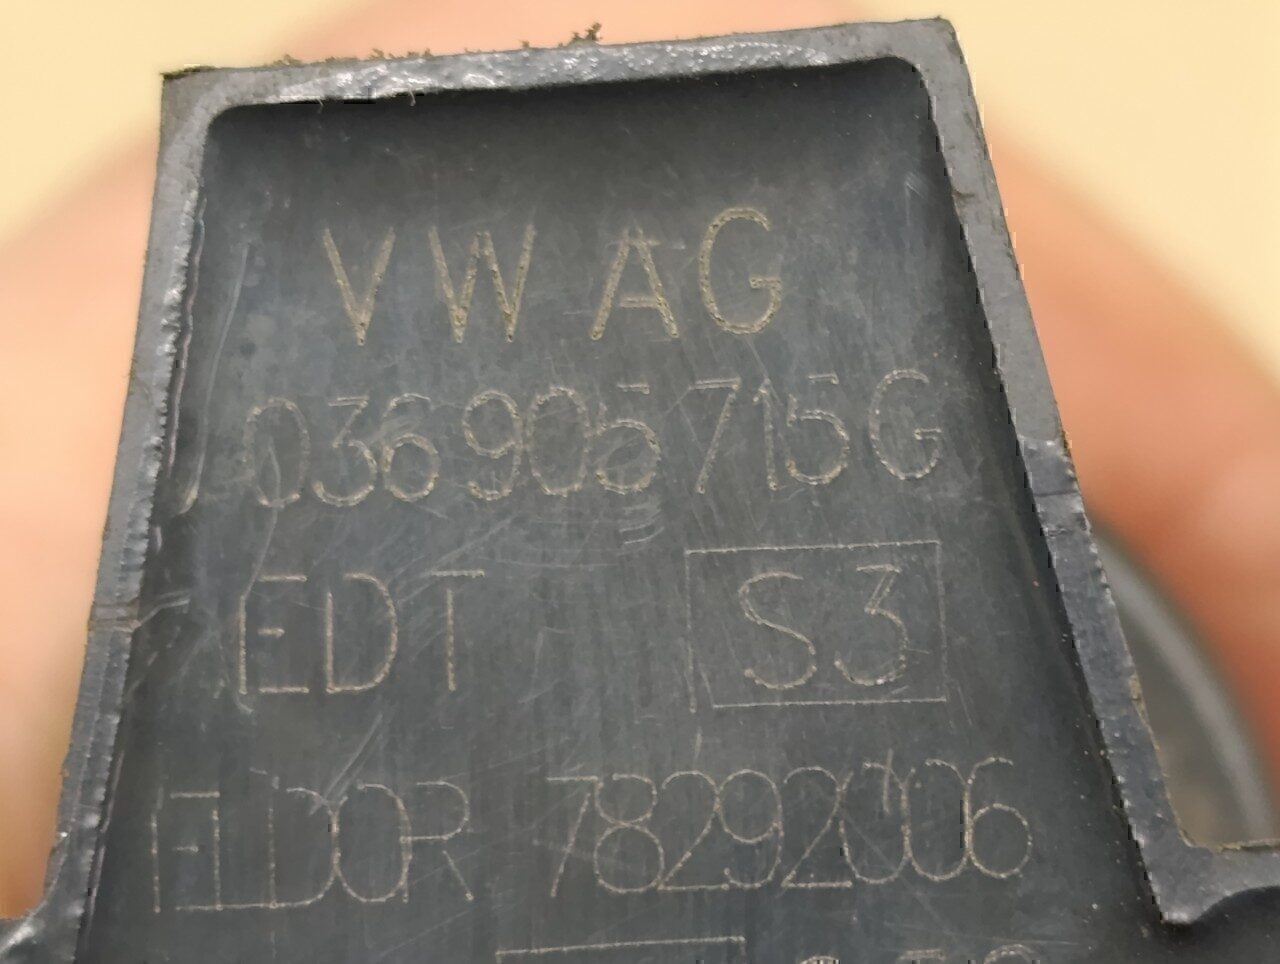 VW AG
036 905 715 G
EDT S3
ELDOR 78292006